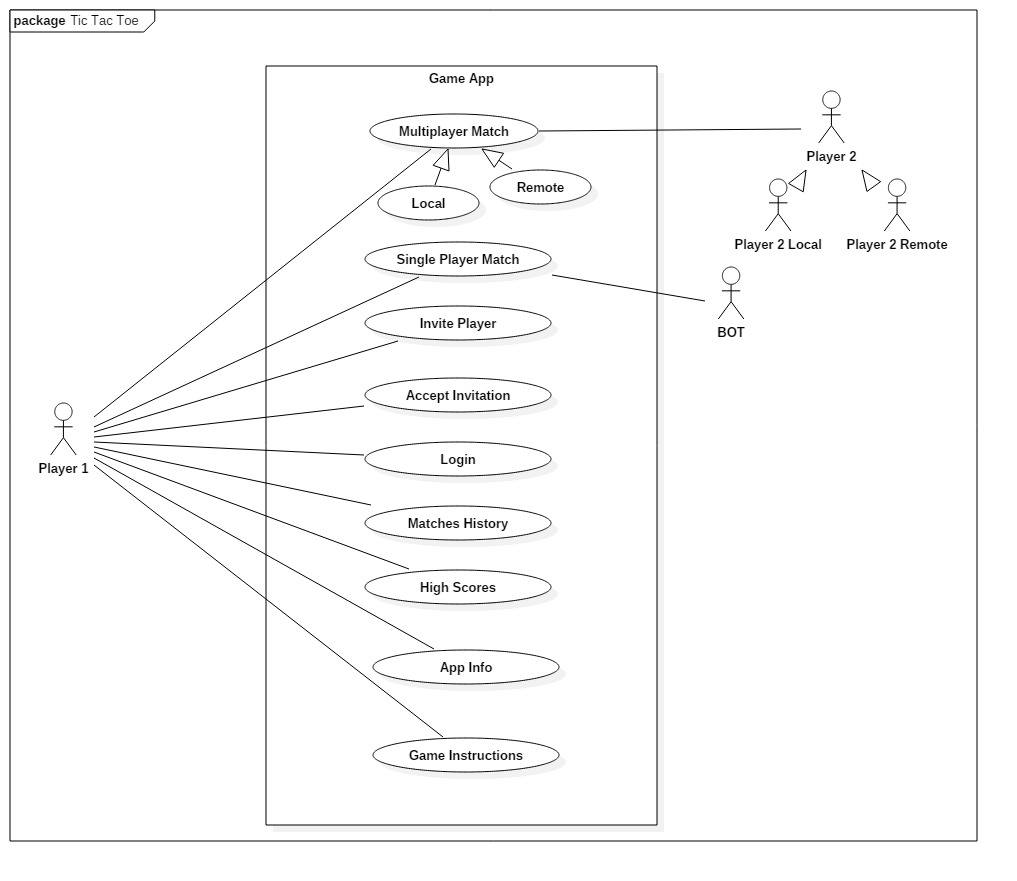 package Tic Tac Toe
Game App
Multiplayer Match
Local
Remote
Single Player Match
Invite Player
Accept Invitation
Login
Matches History
High Scores
App Info
Game Instructions
Player 1
Player 2
Player 2 Local
Player 2 Remote
BOT